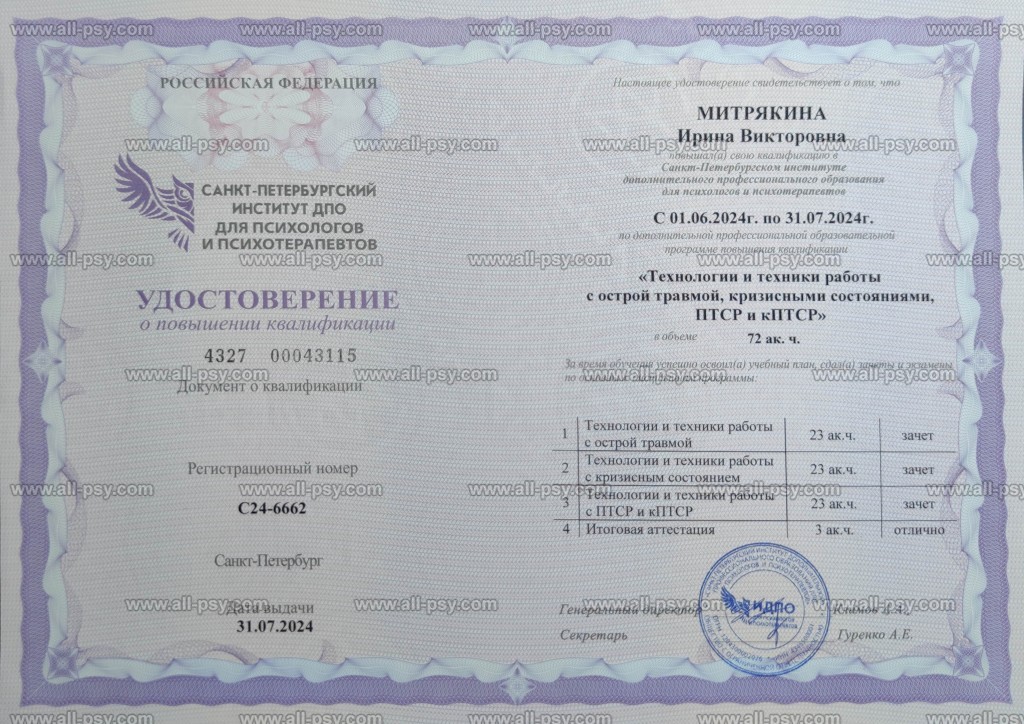 РОССИЙСКАЯ ФЕДЕРАЦИЯ
САНКТ-ПЕТЕРБУРГСКИЙ
ИНСТИТУТ ДПО
ДЛЯ ПСИХОЛОГОВ
И ПСИХОТЕРАПЕВТОВ
УДОСТОВЕРЕНИЕ
о повышении квалификации
4327 00043115
Документ о квалификации
Регистрационный номер
С24-6662
Санкт-Петербург
Дата выдачи
31.07.2024
Настоящее удостоверение свидетельствует о том, что
МИТРЯКИНА
Ирина Викторовна
повышал(а) свою квалификацию в
Санкт-Петербургском институте
дополнительного профессионального образования
для психологов и психотерапевтов
С 01.06.2024г. по 31.07.2024г.
по дополнительной профессиональной образовательной
программе повышения квалификации
«Технологии и техники работы
с острой травмой, кризисными состояниями,
ПТСР и кПТСР»
в объеме 72 ак. ч.
За время обучения успешно освоил(а) учебный план, сдал(а) зачеты и экзамены
по основным программы:
1 Технологии и техники работы
с острой травмой 23 ак.ч. зачет
2 Технологии и техники работы
с кризисным состоянием 23 ак.ч. зачет
3 Технологии и техники работы
с ПТСР и кПТСР 23 ак.ч. зачет
4 Итоговая аттестация 3 ак. ч. отлично
Генеральный директор Климов А.А.
Секретарь Гуренко А.Е.
ИДПО
www.all-psy.com